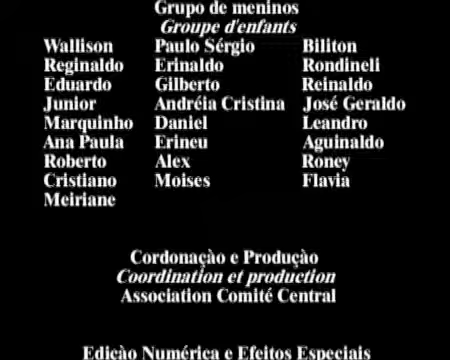 Grupo de meninos
Groupe d'enfants
Wallison Paulo Sérgio Biliton
Reginaldo Erinaldo Rondineli
Eduardo Gilberto Reinaldo
Junior Andréia Cristina José Geraldo
Marquinho Daniel Leandro
Ana Paula Erineu Aguinaldo
Roberto Alex Roney
Cristiano Moises Flavia
Meiriane
Cordonaçào e Produçào
Coordination et production
Association Comité Central
Ediçào Numérica e Efeitos Especiais